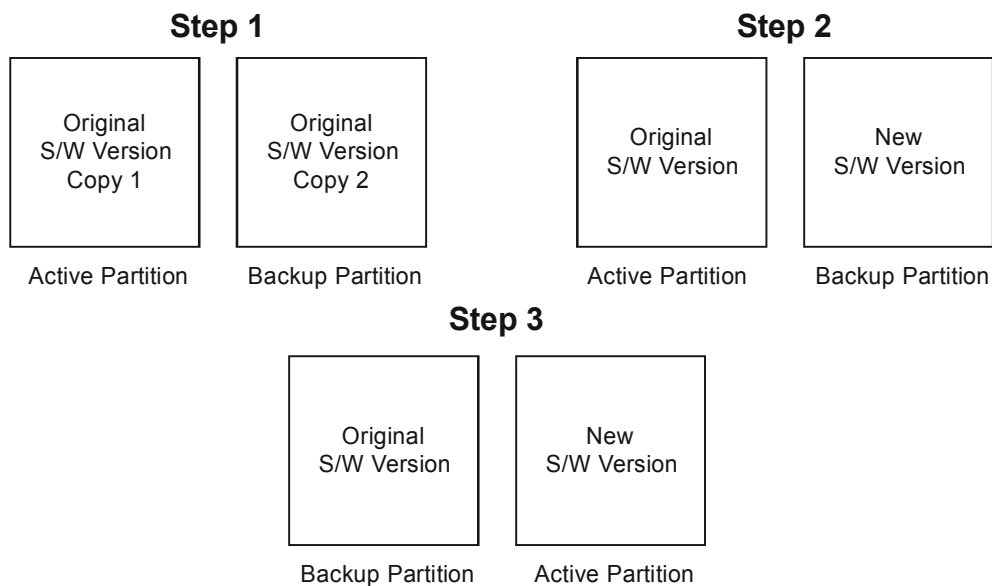 Step 1
Original
S/W Version
Copy 1
Original
S/W Version
Copy 2
Active Partition
Backup Partition
Step 2
Original
S/W Version
New
S/W Version
Active Partition
Backup Partition
Step 3
Original
S/W Version
New
S/W Version
Backup Partition
Active Partition